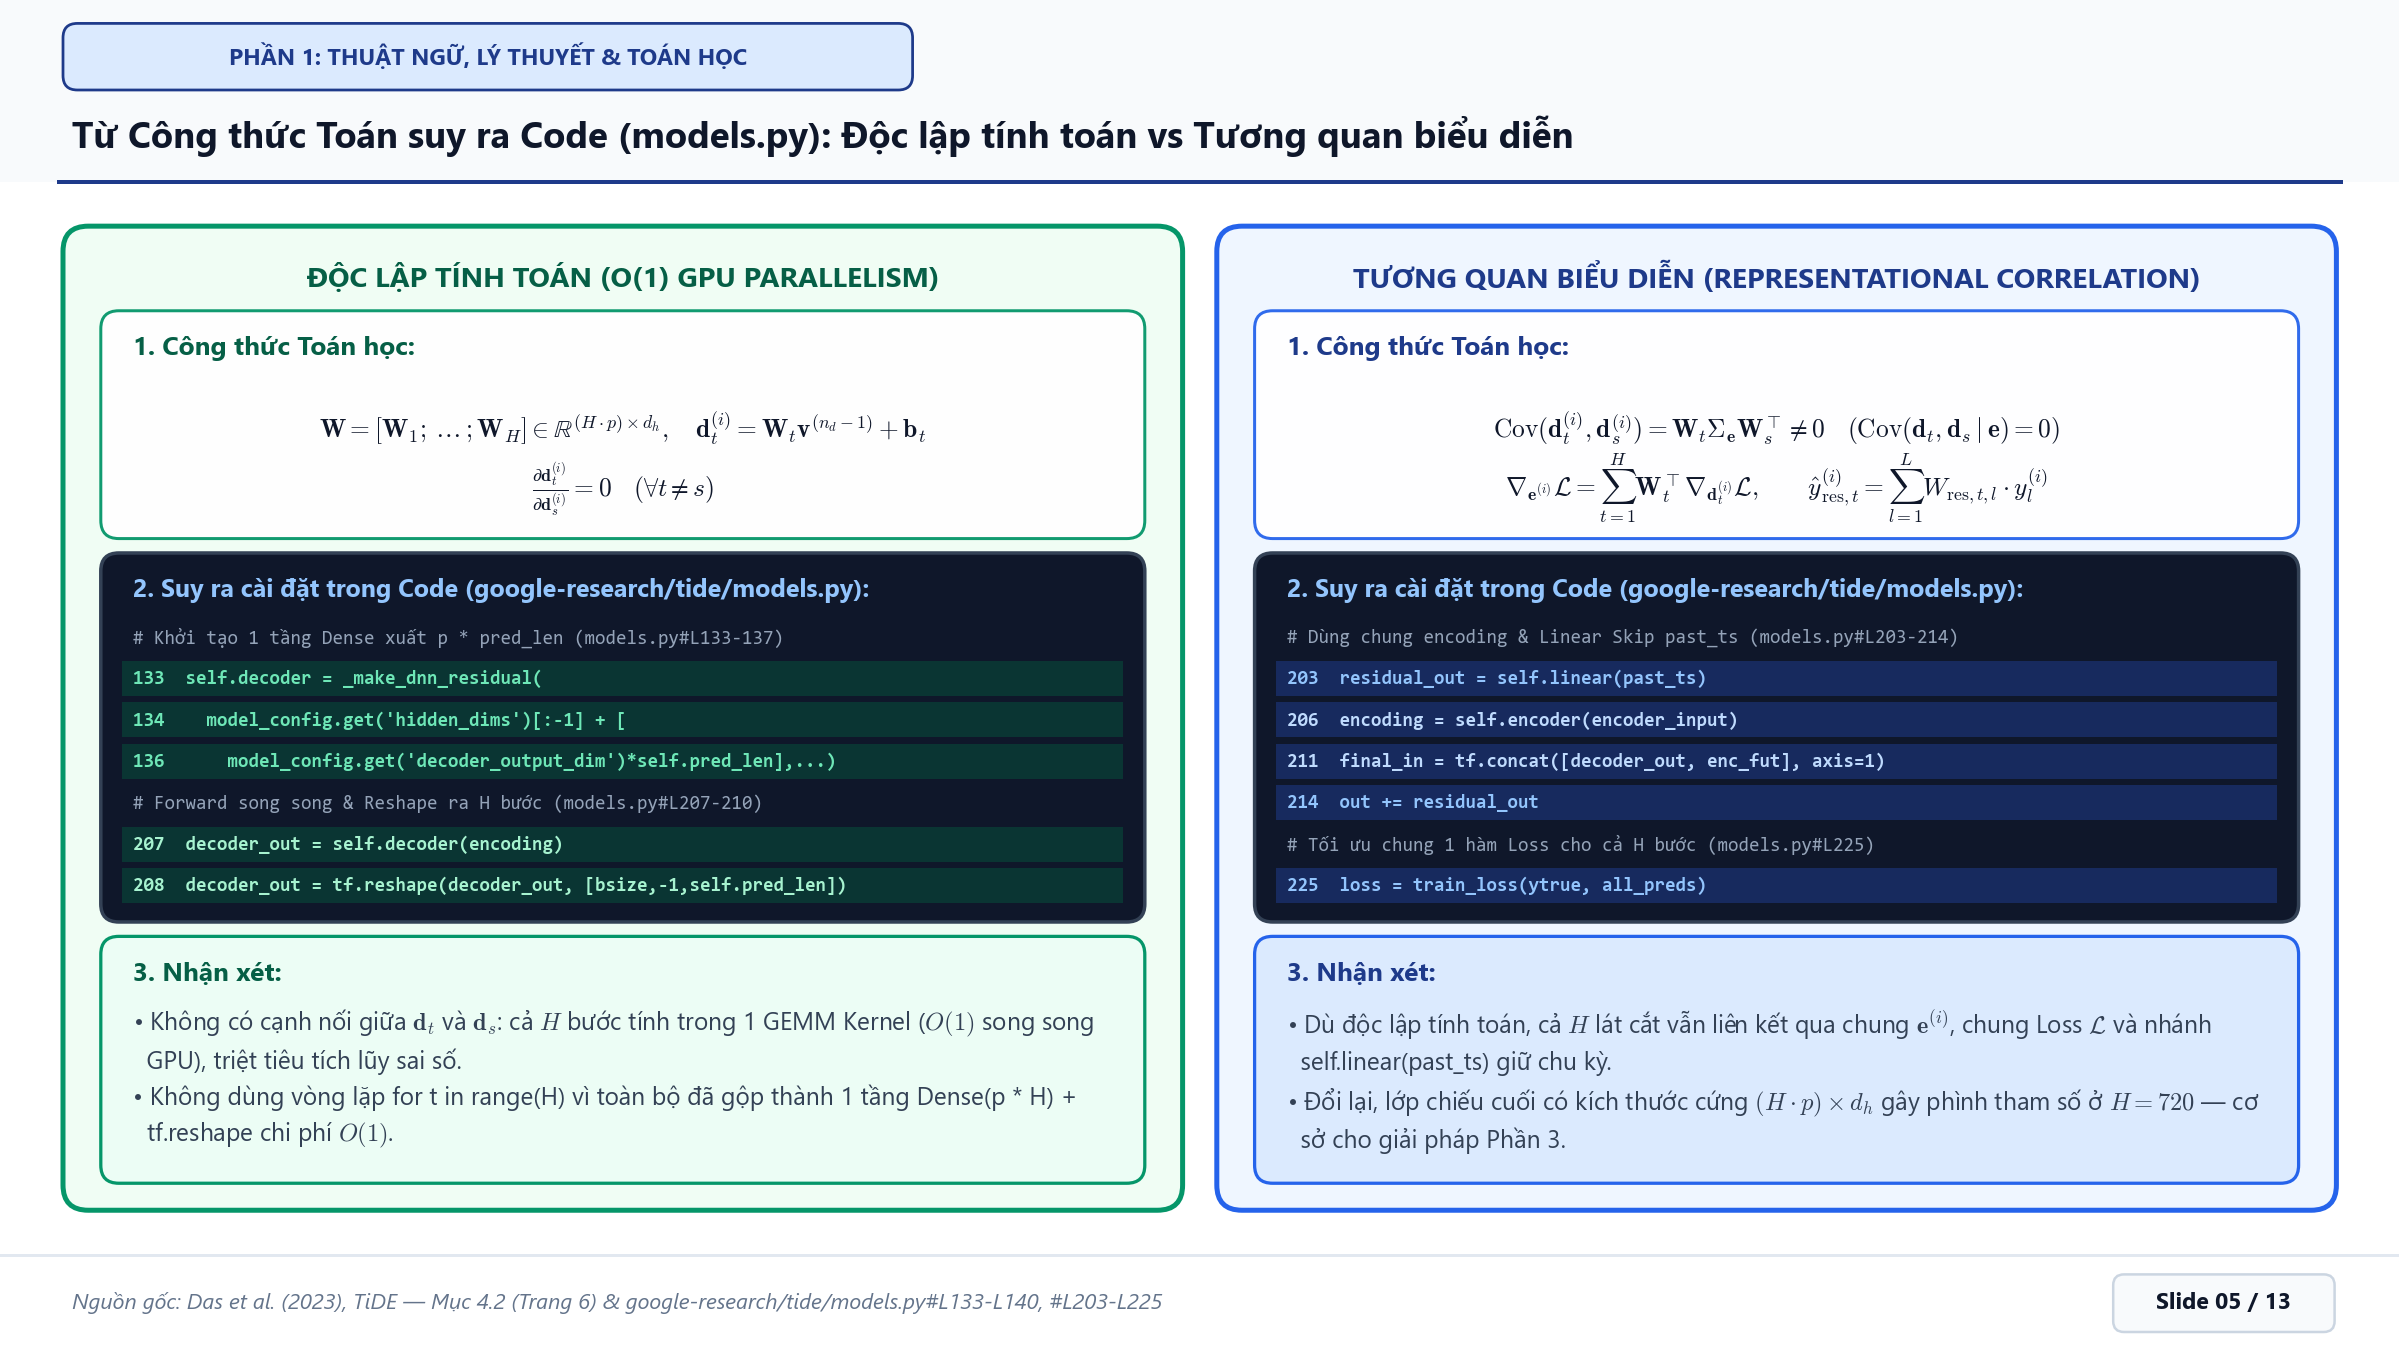 PHẦN 1: THUẬT NGỮ, LÝ THUYẾT & TOÁN HỌC
Từ Công thức Toán suy ra Code (models.py): Độc lập tính toán vs Tương quan biểu diễn
ĐỘC LẬP TÍNH TOÁN (O(1) GPU PARALLELISM)
1. Công thức Toán học:
W = [W_1; … ; W_H] ∈ ℝ^{(H·p)×d_h},   d_t^{(i)} = W_t v^{(n_d−1)} + b_t
∂d_t^{(i)}/∂d_s^{(i)} = 0   (∀t ≠ s)
2. Suy ra cài đặt trong Code (google-research/tide/models.py):
# Khởi tạo 1 tầng Dense xuất p * pred_len (models.py#L133-137)
133  self.decoder = _make_dnn_residual(
134    model_config.get('hidden_dims')[:-1] + [
136      model_config.get('decoder_output_dim')*self.pred_len],...)
# Forward song song & Reshape ra H bước (models.py#L207-210)
207  decoder_out = self.decoder(encoding)
208  decoder_out = tf.reshape(decoder_out, [bsize,-1,self.pred_len])
3. Nhận xét:
• Không có cạnh nối giữa d_t và d_s: cả H bước tính trong 1 GEMM Kernel (O(1) song song
GPU), triệt tiêu tích lũy sai số.
• Không dùng vòng lặp for t in range(H) vì toàn bộ đã gộp thành 1 tầng Dense(p * H) +
tf.reshape chi phí O(1).
TƯƠNG QUAN BIỂU DIỄN (REPRESENTATIONAL CORRELATION)
1. Công thức Toán học:
Cov(d_t^{(i)}, d_s^{(i)}) = W_t Σ_e W_s^⊤ ≠ 0   (Cov(d_t, d_s | e) = 0)
∇_{e^{(i)}} ℒ = ∑_{t=1}^{H} W_t^⊤ ∇_{d_t^{(i)}} ℒ,   ŷ_{res,t}^{(i)} = ∑_{l=1}^{L} W_{res,t,l} · y_l^{(i)}
2. Suy ra cài đặt trong Code (google-research/tide/models.py):
# Dùng chung encoding & Linear Skip past_ts (models.py#L203-214)
203  residual_out = self.linear(past_ts)
206  encoding = self.encoder(encoder_input)
211  final_in = tf.concat([decoder_out, enc_fut], axis=1)
214  out += residual_out
# Tối ưu chung 1 hàm Loss cho cả H bước (models.py#L225)
225  loss = train_loss(ytrue, all_preds)
3. Nhận xét:
• Dù độc lập tính toán, cả H lát cắt vẫn liên kết qua chung e^{(i)}, chung Loss ℒ và nhánh
self.linear(past_ts) giữ chu kỳ.
• Đổi lại, lớp chiếu cuối có kích thước cứng (H · p) × d_h gây phình tham số ở H = 720 — cơ
sở cho giải pháp Phần 3.
Nguồn gốc: Das et al. (2023), TiDE — Mục 4.2 (Trang 6) & google-research/tide/models.py#L133-L140, #L203-L225
Slide 05 / 13